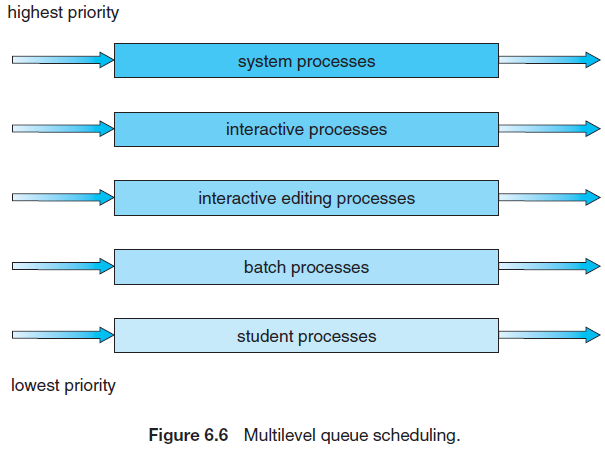 highest priority
system processes
interactive processes
interactive editing processes
batch processes
student processes
lowest priority
Figure 6.6 Multilevel queue scheduling.